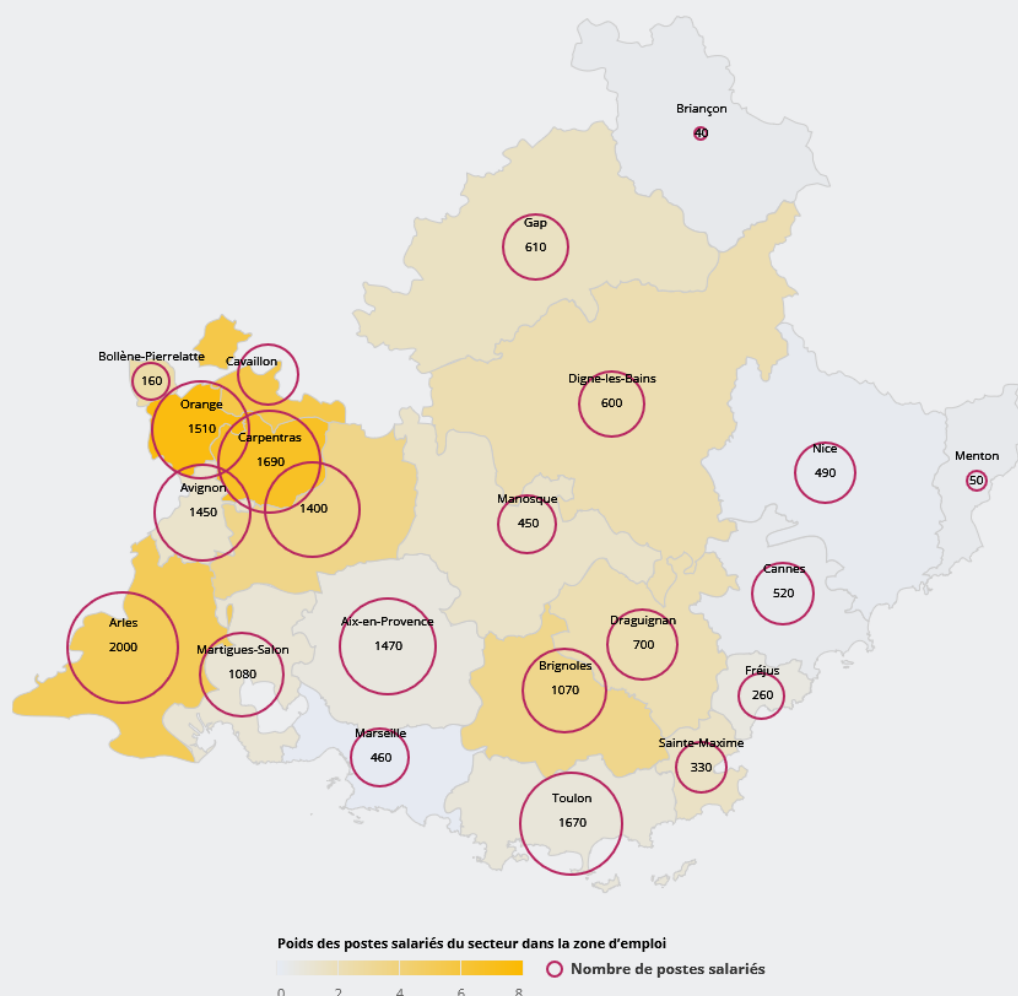 Briançon
40
Gap
610
Bollène-Pierrelatte
160
Cavaillon
Digne-les-Bains
600
Orange
1510
Carpentras
1690
Nice
490
Menton
50
Avignon
1450
1400
Manosque
450
Cannes
520
Arles
2000
Aix-en-Provence
1470
Draguignan
700
Martigues-Salon
1080
Brignoles
1070
Fréjus
260
Marseille
460
Sainte-Maxime
330
Toulon
1670
Poids des postes salariés du secteur dans la zone d’emploi
Nombre de postes salariés
0 2 4 6 8